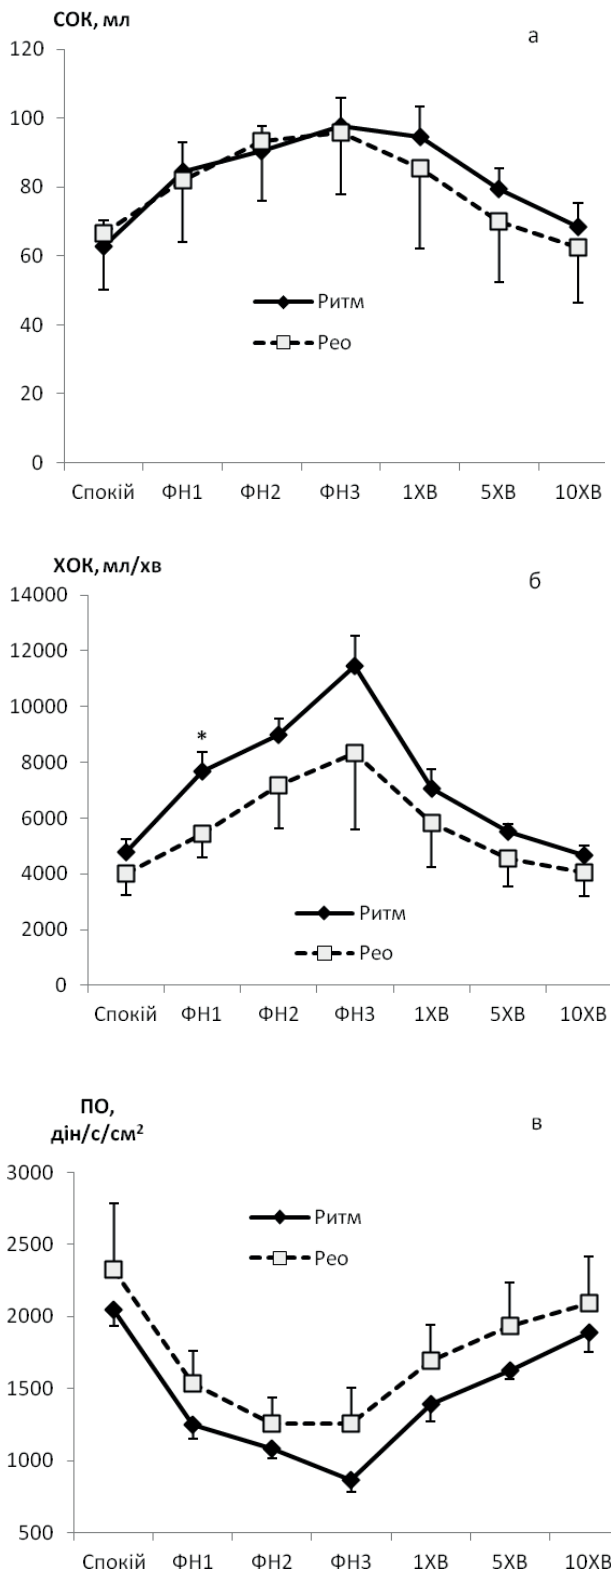 СОК, мл
а
120
100
80
60
40
20
0
Ритм
Рео
Спокій ФН1 ФН2 ФН3 1ХВ 5ХВ 10ХВ
ХОК, мл/хв
б
14000
12000
10000
8000
6000
4000
2000
0
*
Ритм
Рео
Спокій ФН1 ФН2 ФН3 1ХВ 5ХВ 10ХВ
ПО,
дін/с/см²
в
3000
2500
2000
1500
1000
500
Ритм
Рео
Спокій ФН1 ФН2 ФН3 1ХВ 5ХВ 10ХВ